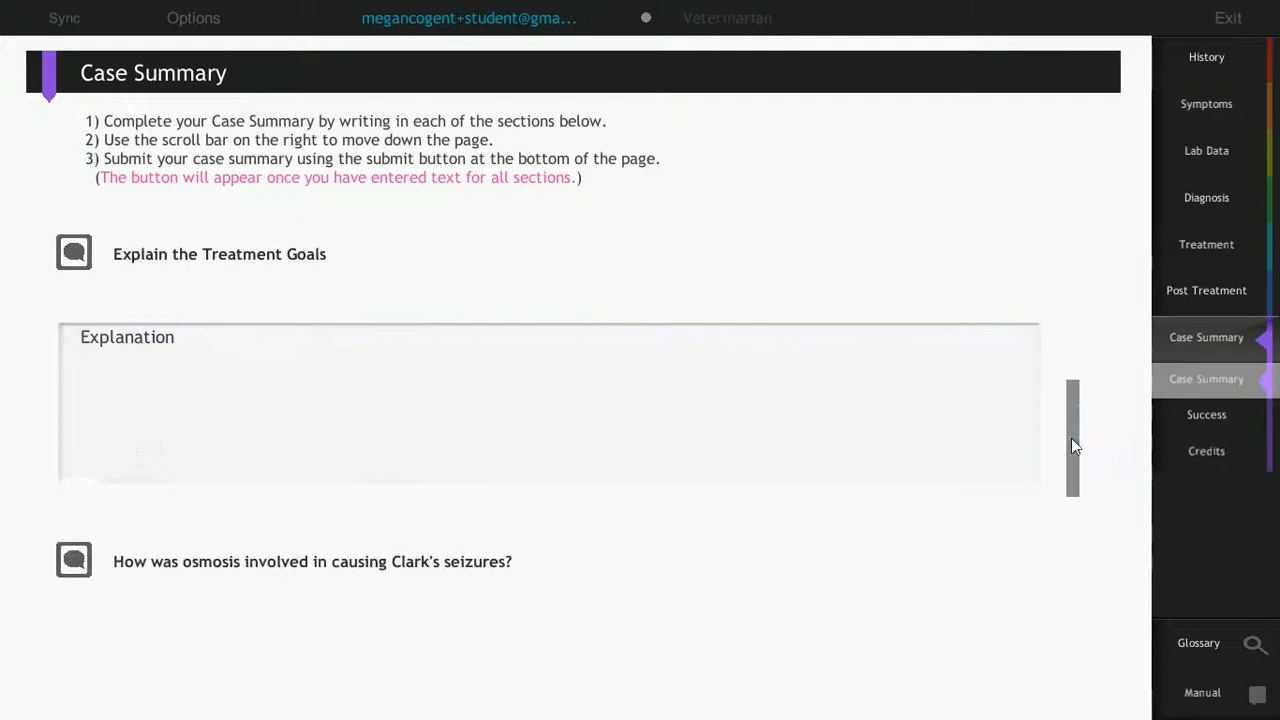 Sync
Options
megancogent+student@gma...
Veterinarian
Exit
Case Summary
1) Complete your Case Summary by writing in each of the sections below.
2) Use the scroll bar on the right to move down the page.
3) Submit your case summary using the submit button at the bottom of the page.
(The button will appear once you have entered text for all sections.)
Explain the Treatment Goals
Explanation
How was osmosis involved in causing Clark's seizures?
History
Symptoms
Lab Data
Diagnosis
Treatment
Post Treatment
Case Summary
Case Summary
Success
Credits
Glossary
Manual